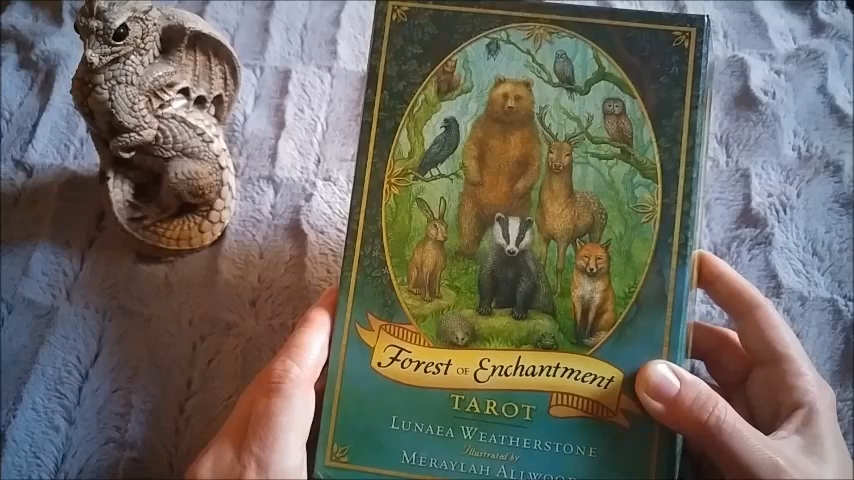 Forest of Enchantment
TAROT
LUNAEA WEATHERSTONE
Illustrated by
MERAYLAH ALLWOOD